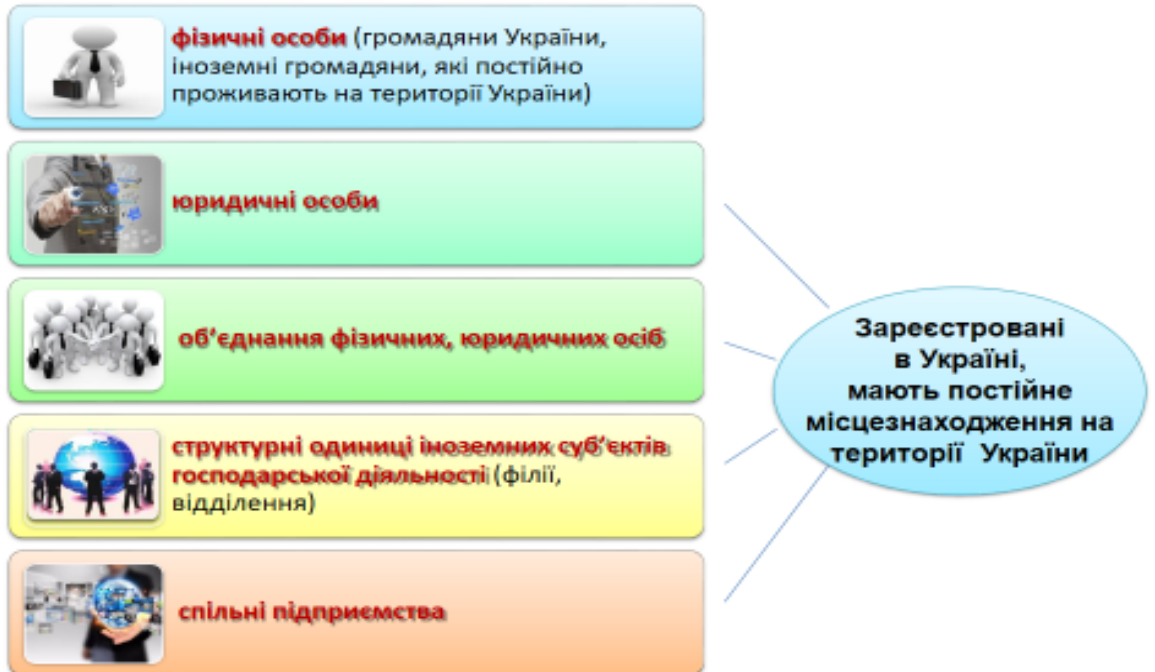 фізичні особи (громадяни України,
іноземні громадяни, які постійно
проживають на території України)
юридичні особи
об’єднання фізичних, юридичних осіб
структурні одиниці іноземних суб’єктів
господарської діяльності (філії,
відділення)
спільні підприємства
Зареєстровані
в Україні,
мають постійне
місцезнаходження на
території України